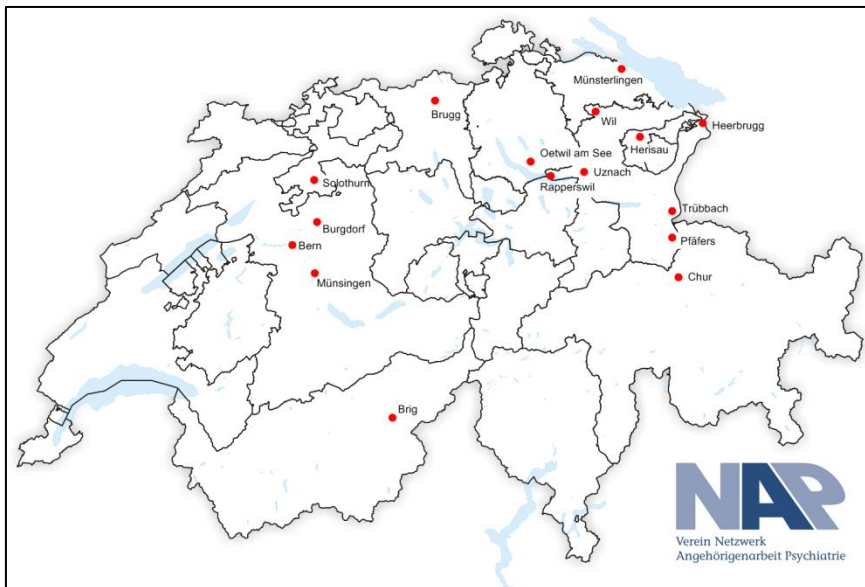 Münsterlingen
Brugg
Wil
Heerbrugg
Herisau
Oetwil am See
Uznach
Rapperswil
Solothurn
Trübbach
Burgdorf
Pfäfers
Bern
Münsingen
Chur
Brig
NAP
Verein Netzwerk
Angehörigenarbeit Psychiatrie